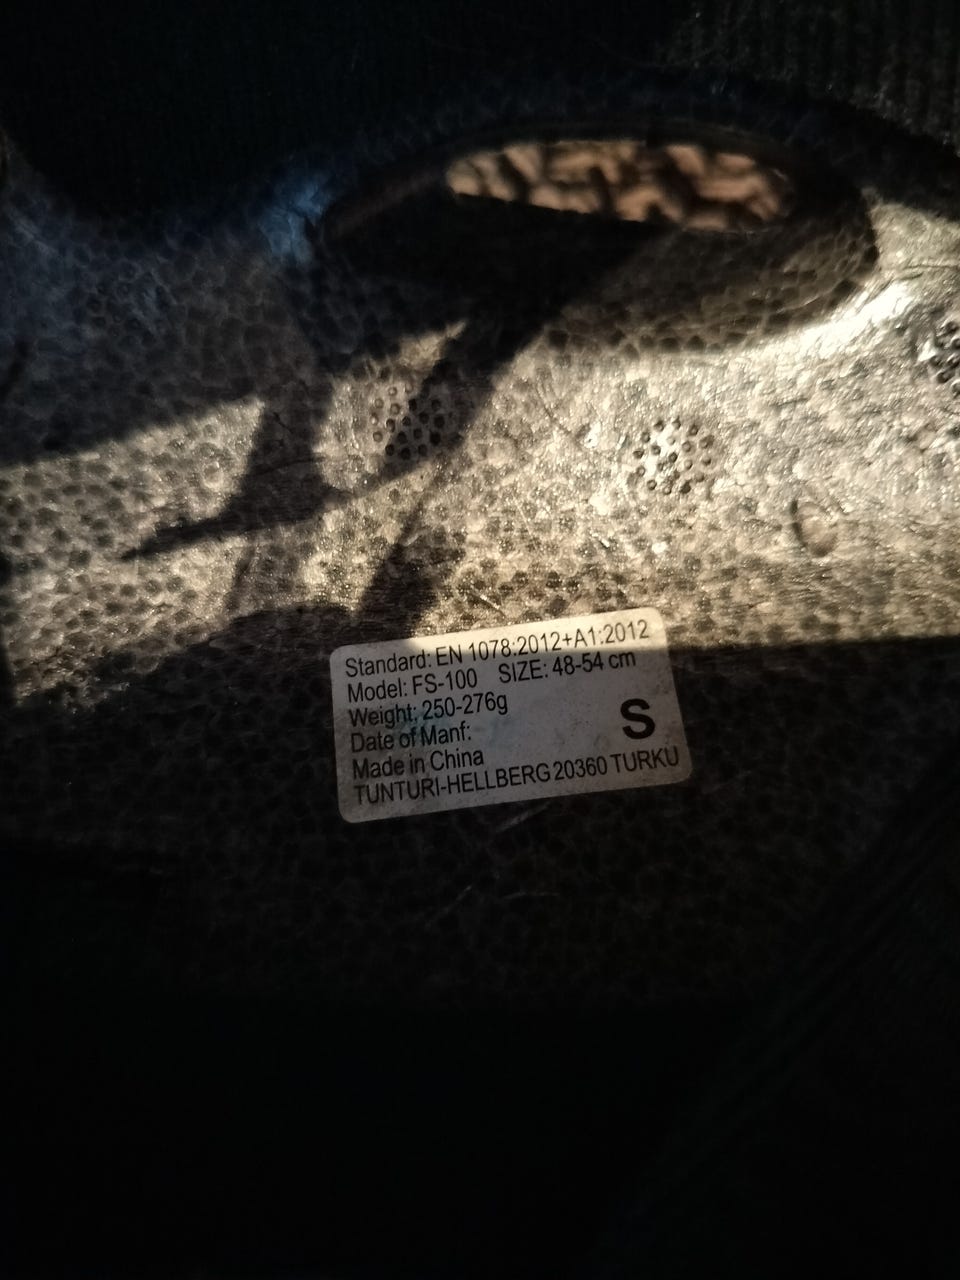 Standard: EN 1078:2012+A1:2012
Model: FS-100 SIZE: 48-54 cm
Weight: 250-276g
Date of Manf:
S
Made in China
TUNTURI-HELLBERG 20360 TURKU